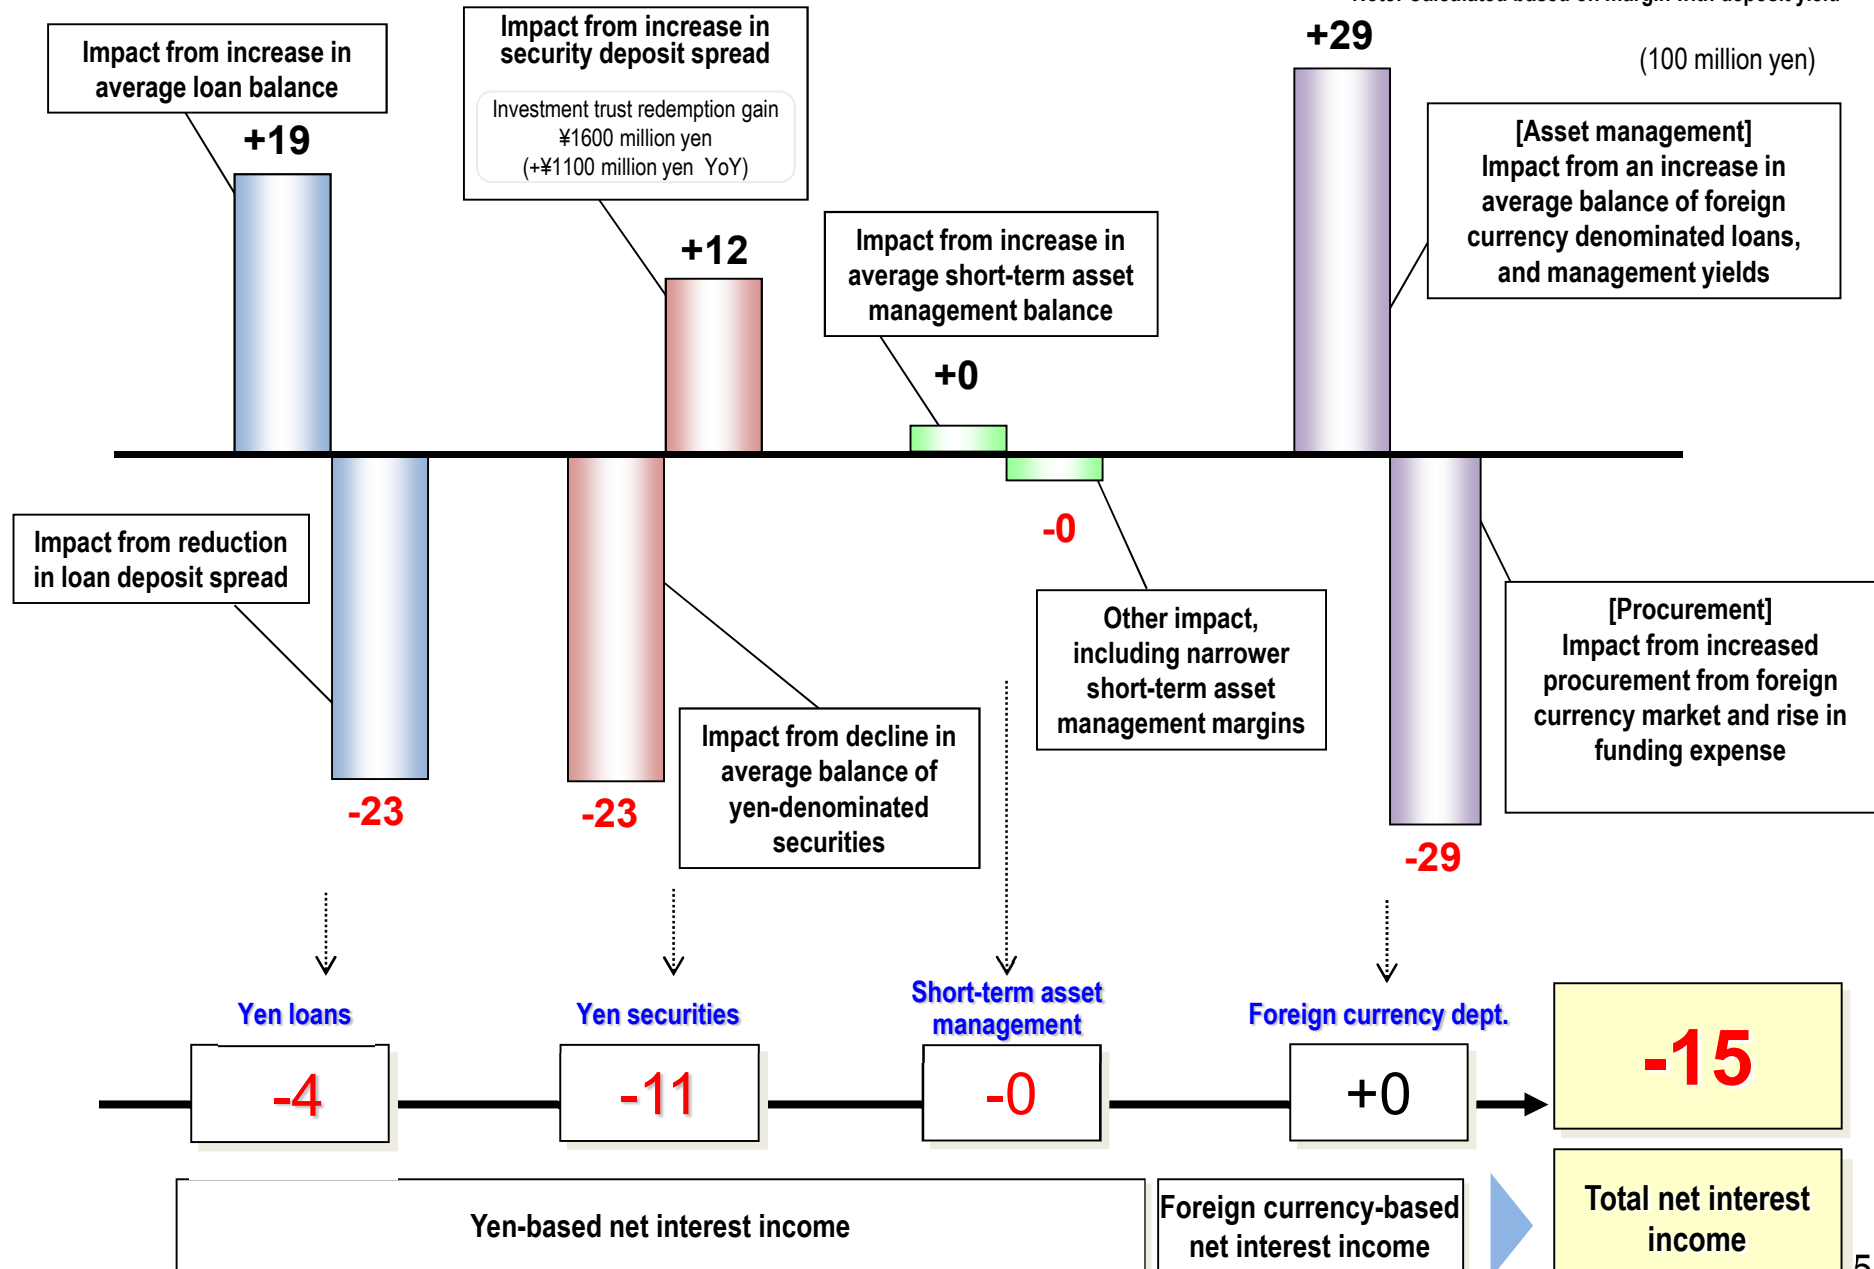 Impact from increase in
average loan balance
+19
Impact from increase in
security deposit spread
Investment trust redemption gain
¥1600 million yen
(+¥1100 million yen YoY)
+12
Impact from increase in
average short-term asset
management balance
+0
+29
(100 million yen)
[Asset management]
Impact from an increase in
average balance of foreign
currency denominated loans,
and management yields
Impact from reduction
in loan deposit spread
-23
-23
Impact from decline in
average balance of
yen-denominated
securities
-0
Other impact,
including narrower
short-term asset
management margins
[Procurement]
Impact from increased
procurement from foreign
currency market and rise in
funding expense
-29
Yen loans
Yen securities
Short-term asset
management
Foreign currency dept.
-4
-11
-0
+0
-15
Yen-based net interest income
Foreign currency-based
net interest income
Total net interest
income